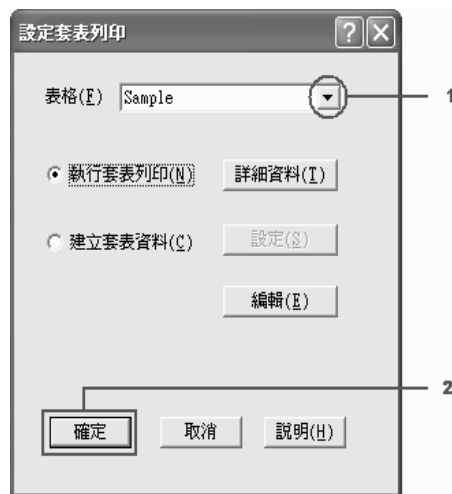 設定套表列印
表格(F) Sample
1
執行套表列印(N) 詳細資料(I)
建立套表資料(C) 設定(S)
編輯(E)
2
確定 取消 説明(H)